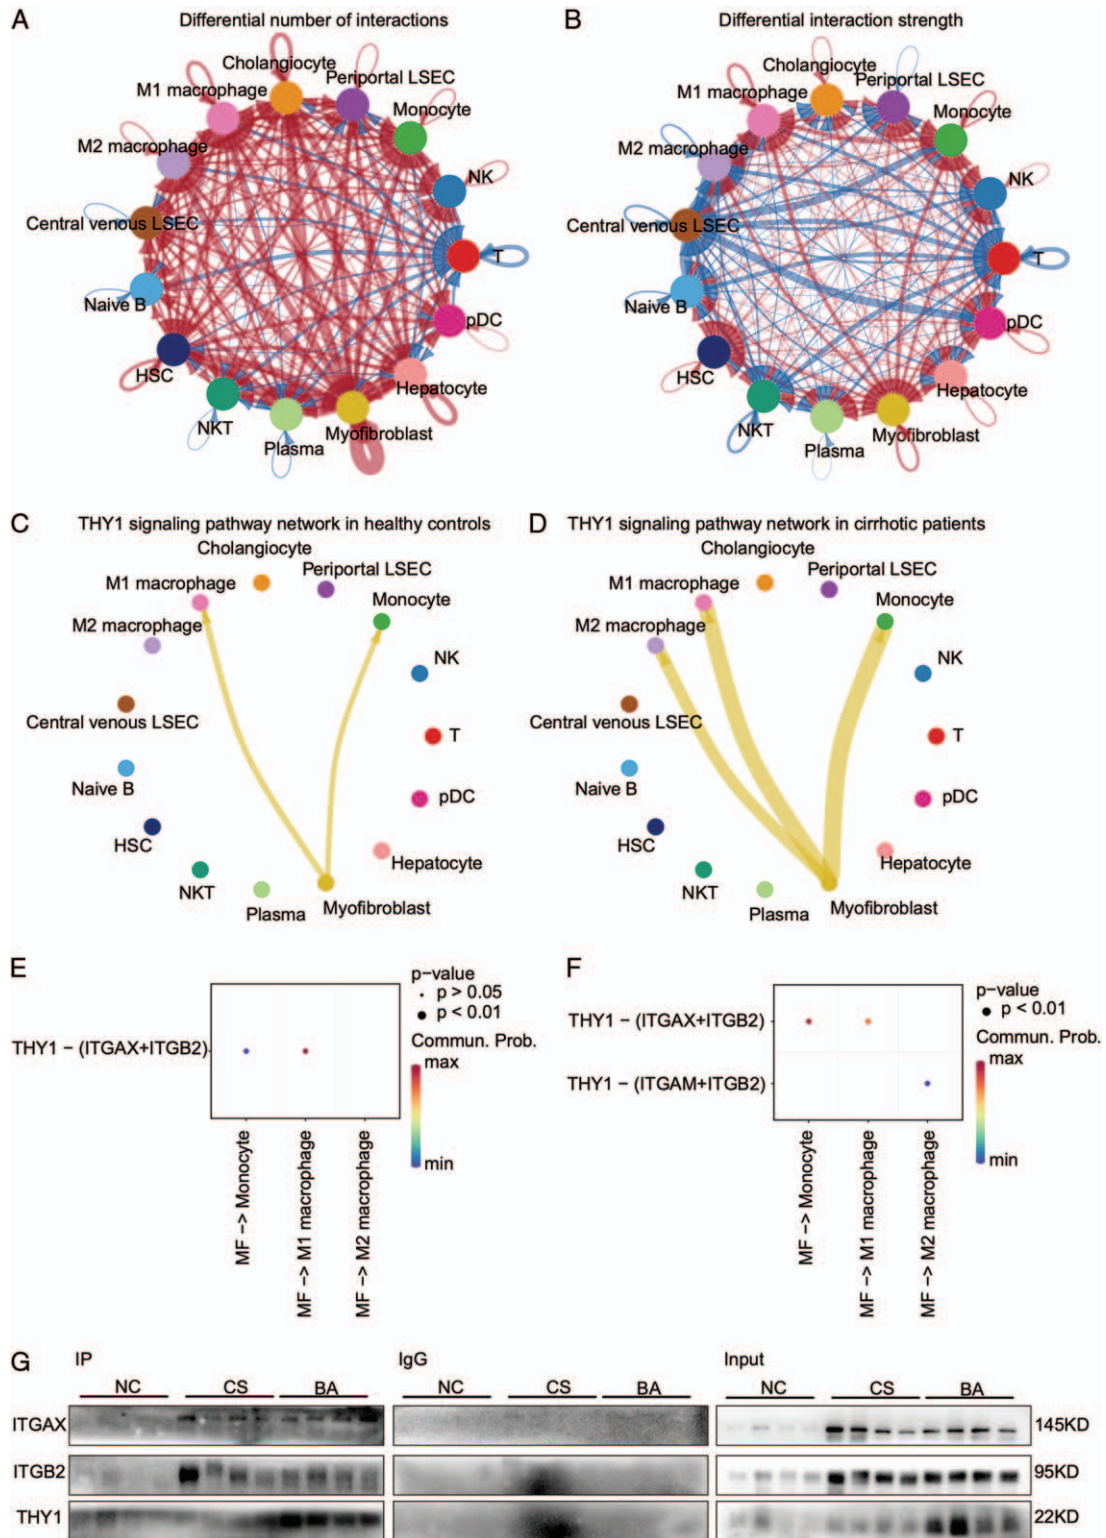 A
Differential number of interactions
Cholangiocyte
Periportal LSEC
M1 macrophage
Monocyte
M2 macrophage
NK
Central venous LSEC
T
Naive B
pDC
HSC
Hepatocyte
NKT
Myofibroblast
Plasma
B
Differential interaction strength
Cholangiocyte
Periportal LSEC
M1 macrophage
Monocyte
M2 macrophage
NK
Central venous LSEC
T
Naive B
pDC
HSC
Hepatocyte
NKT
Myofibroblast
Plasma
C
THY1 signaling pathway network in healthy controls
Cholangiocyte
Periportal LSEC
M1 macrophage
Monocyte
M2 macrophage
NK
Central venous LSEC
T
Naive B
pDC
HSC
Hepatocyte
NKT
Myofibroblast
Plasma
D
THY1 signaling pathway network in cirrhotic patients
Cholangiocyte
Periportal LSEC
M1 macrophage
Monocyte
M2 macrophage
NK
Central venous LSEC
T
Naive B
pDC
HSC
Hepatocyte
NKT
Myofibroblast
Plasma
E
THY1 − (ITGAX+ITGB2)
MF −> Monocyte
MF −> M1 macrophage
MF −> M2 macrophage
p−value
p > 0.05
p < 0.01
Commun. Prob.
max
min
F
THY1 − (ITGAX+ITGB2)
THY1 − (ITGAM+ITGB2)
MF −> Monocyte
MF −> M1 macrophage
MF −> M2 macrophage
p−value
p < 0.01
Commun. Prob.
max
min
G
IP
IgG
Input
NC CS BA
NC CS BA
NC CS BA
ITGAX
145KD
ITGB2
95KD
THY1
22KD